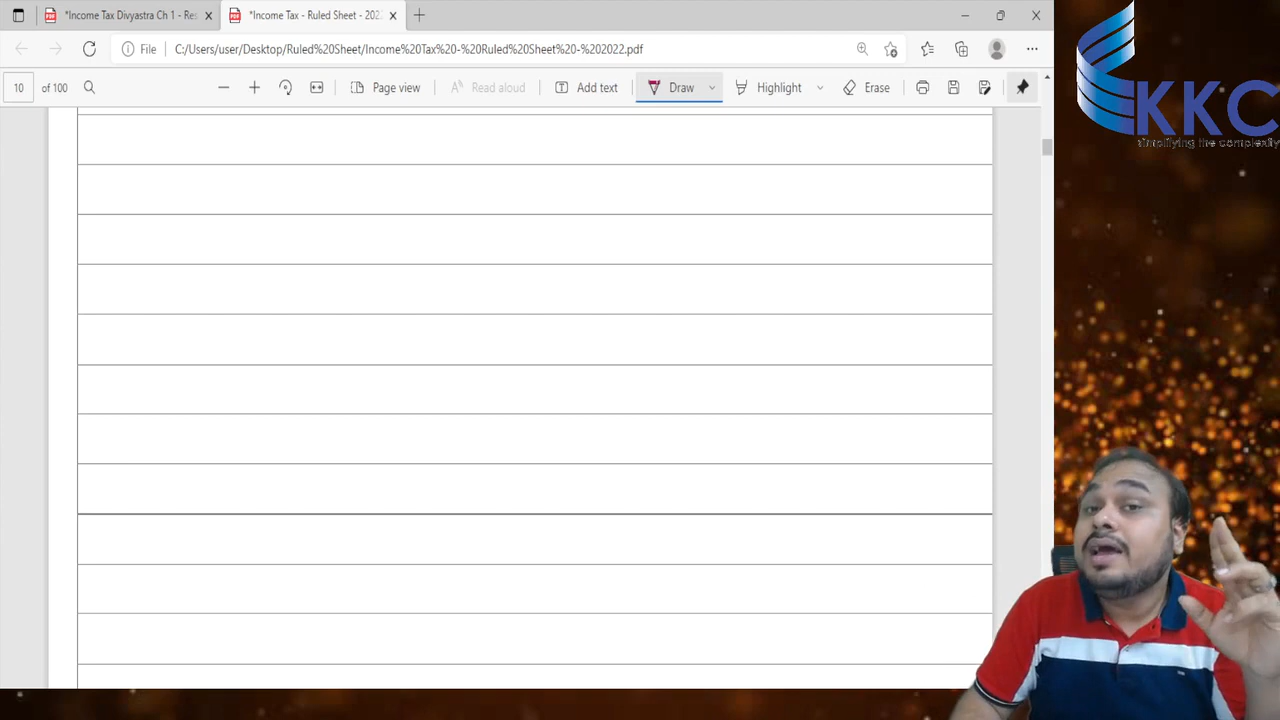 *Income Tax Divyastra Ch 1 - Res
*Income Tax - Ruled Sheet - 202
File
C:/Users/user/Desktop/Ruled%20Sheet/Income%20Tax%20-%20Ruled%20Sheet%20-%202022.pdf
10 of 100
Page view
Read aloud
Add text
Draw
Highlight
Erase
KKC
simplifying the complexity